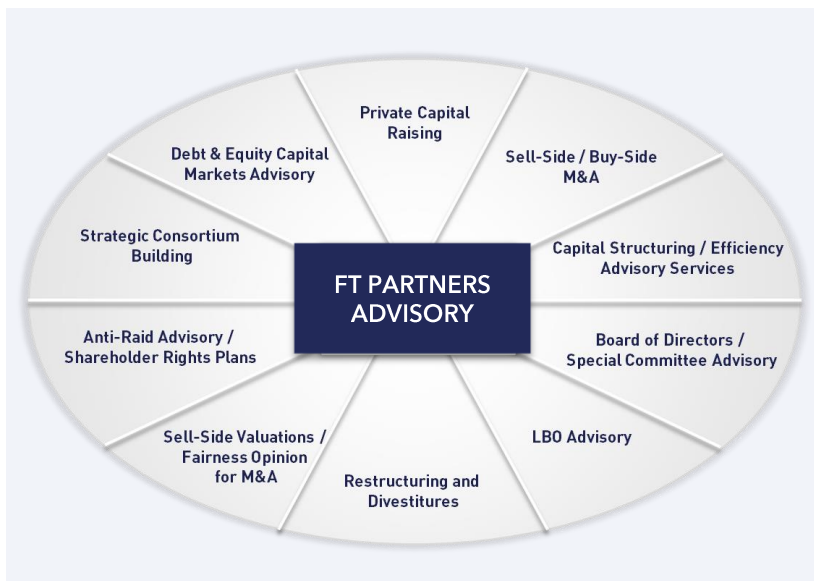 Private Capital
Raising
Sell-Side / Buy-Side
M&A
Capital Structuring / Efficiency
Advisory Services
Board of Directors /
Special Committee Advisory
LBO Advisory
Restructuring and
Divestitures
Sell-Side Valuations /
Fairness Opinion
for M&A
Anti-Raid Advisory /
Shareholder Rights Plans
Strategic Consortium
Building
Debt & Equity Capital
Markets Advisory
FT PARTNERS
ADVISORY